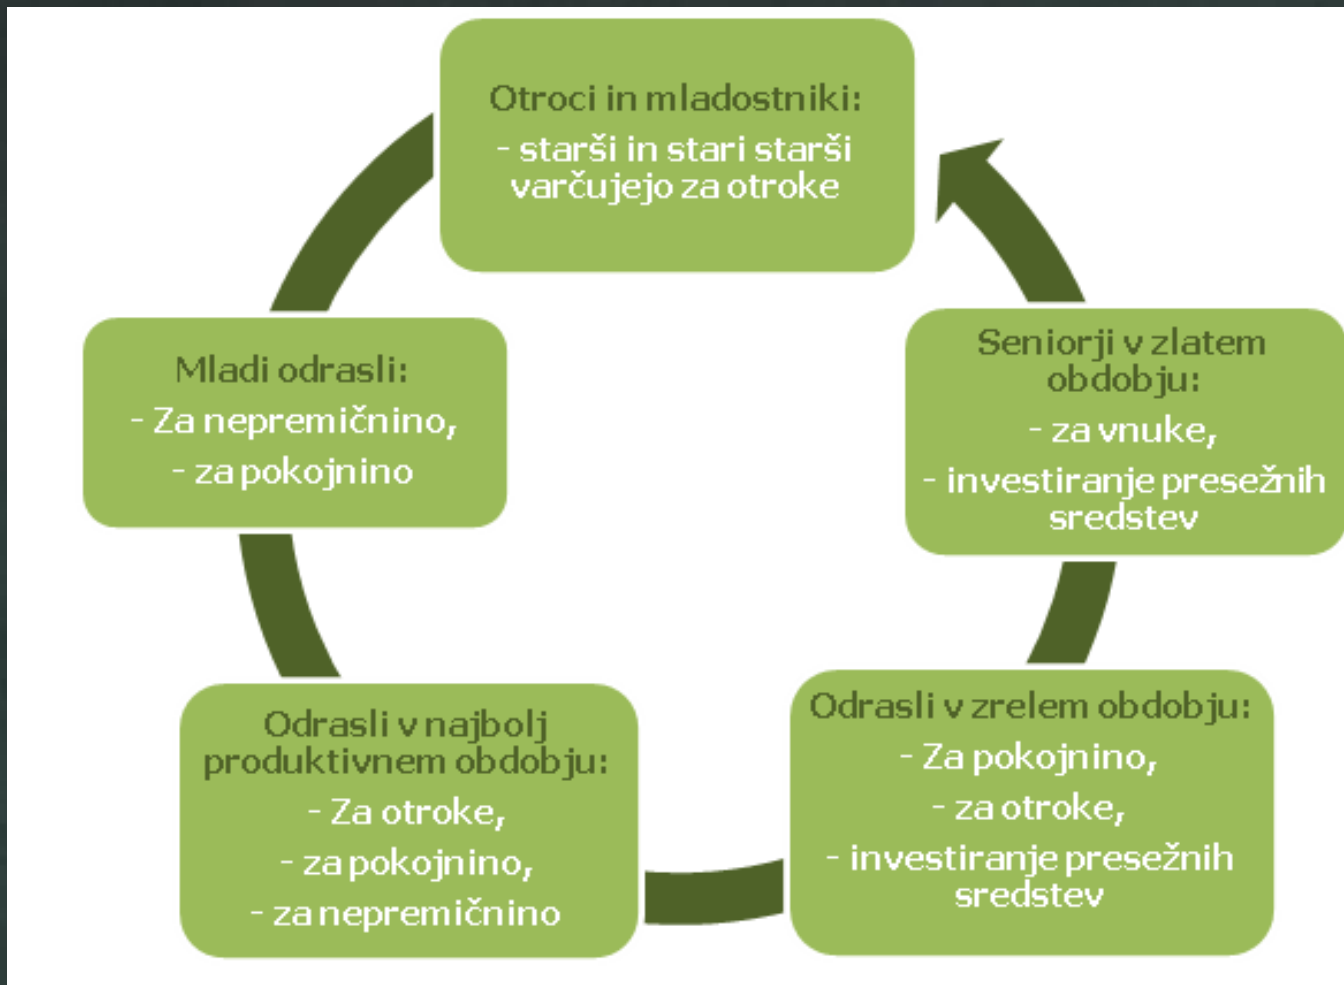 Otroci in mladostniki:
- starši in stari starši
varčujejo za otroke
Mladi odrasli:
- Za nepremičnino,
- za pokojnino
Odrasli v najbolj
produktivnem obdobju:
- Za otroke,
- za pokojnino,
- za nepremičnino
Odrasli v zrelem obdobju:
- Za pokojnino,
- za otroke,
- investiranje presežnih
sredstev
Seniorji v zlatem
obdobju:
- za vnuke,
- investiranje presežnih
sredstev